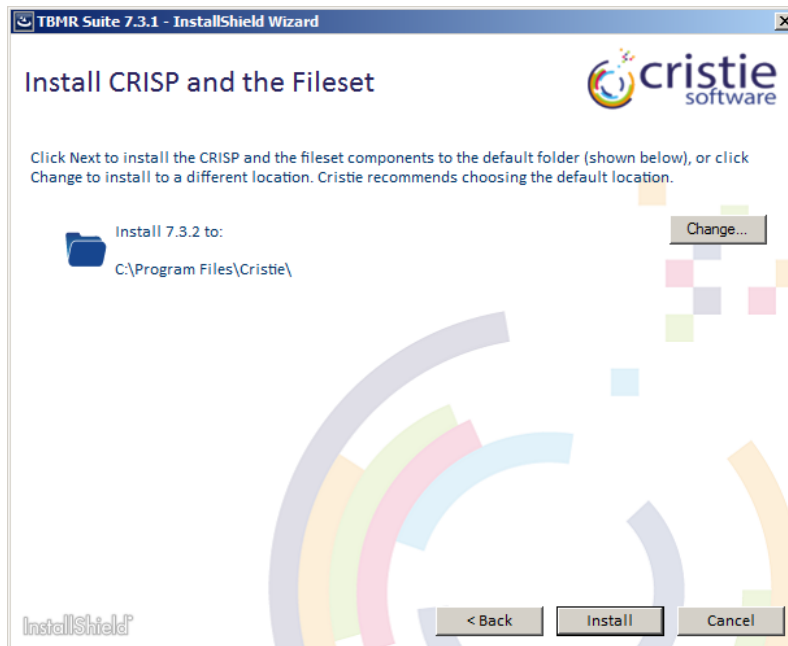 TBMR Suite 7.3.1 - InstallShield Wizard
Install CRISP and the Fileset
cristie
software
Click Next to install the CRISP and the fileset components to the default folder (shown below), or click
Change to install to a different location. Cristie recommends choosing the default location.
Install 7.3.2 to:
Change...
C:\Program Files\Cristie\
InstallShield
< Back
Install
Cancel